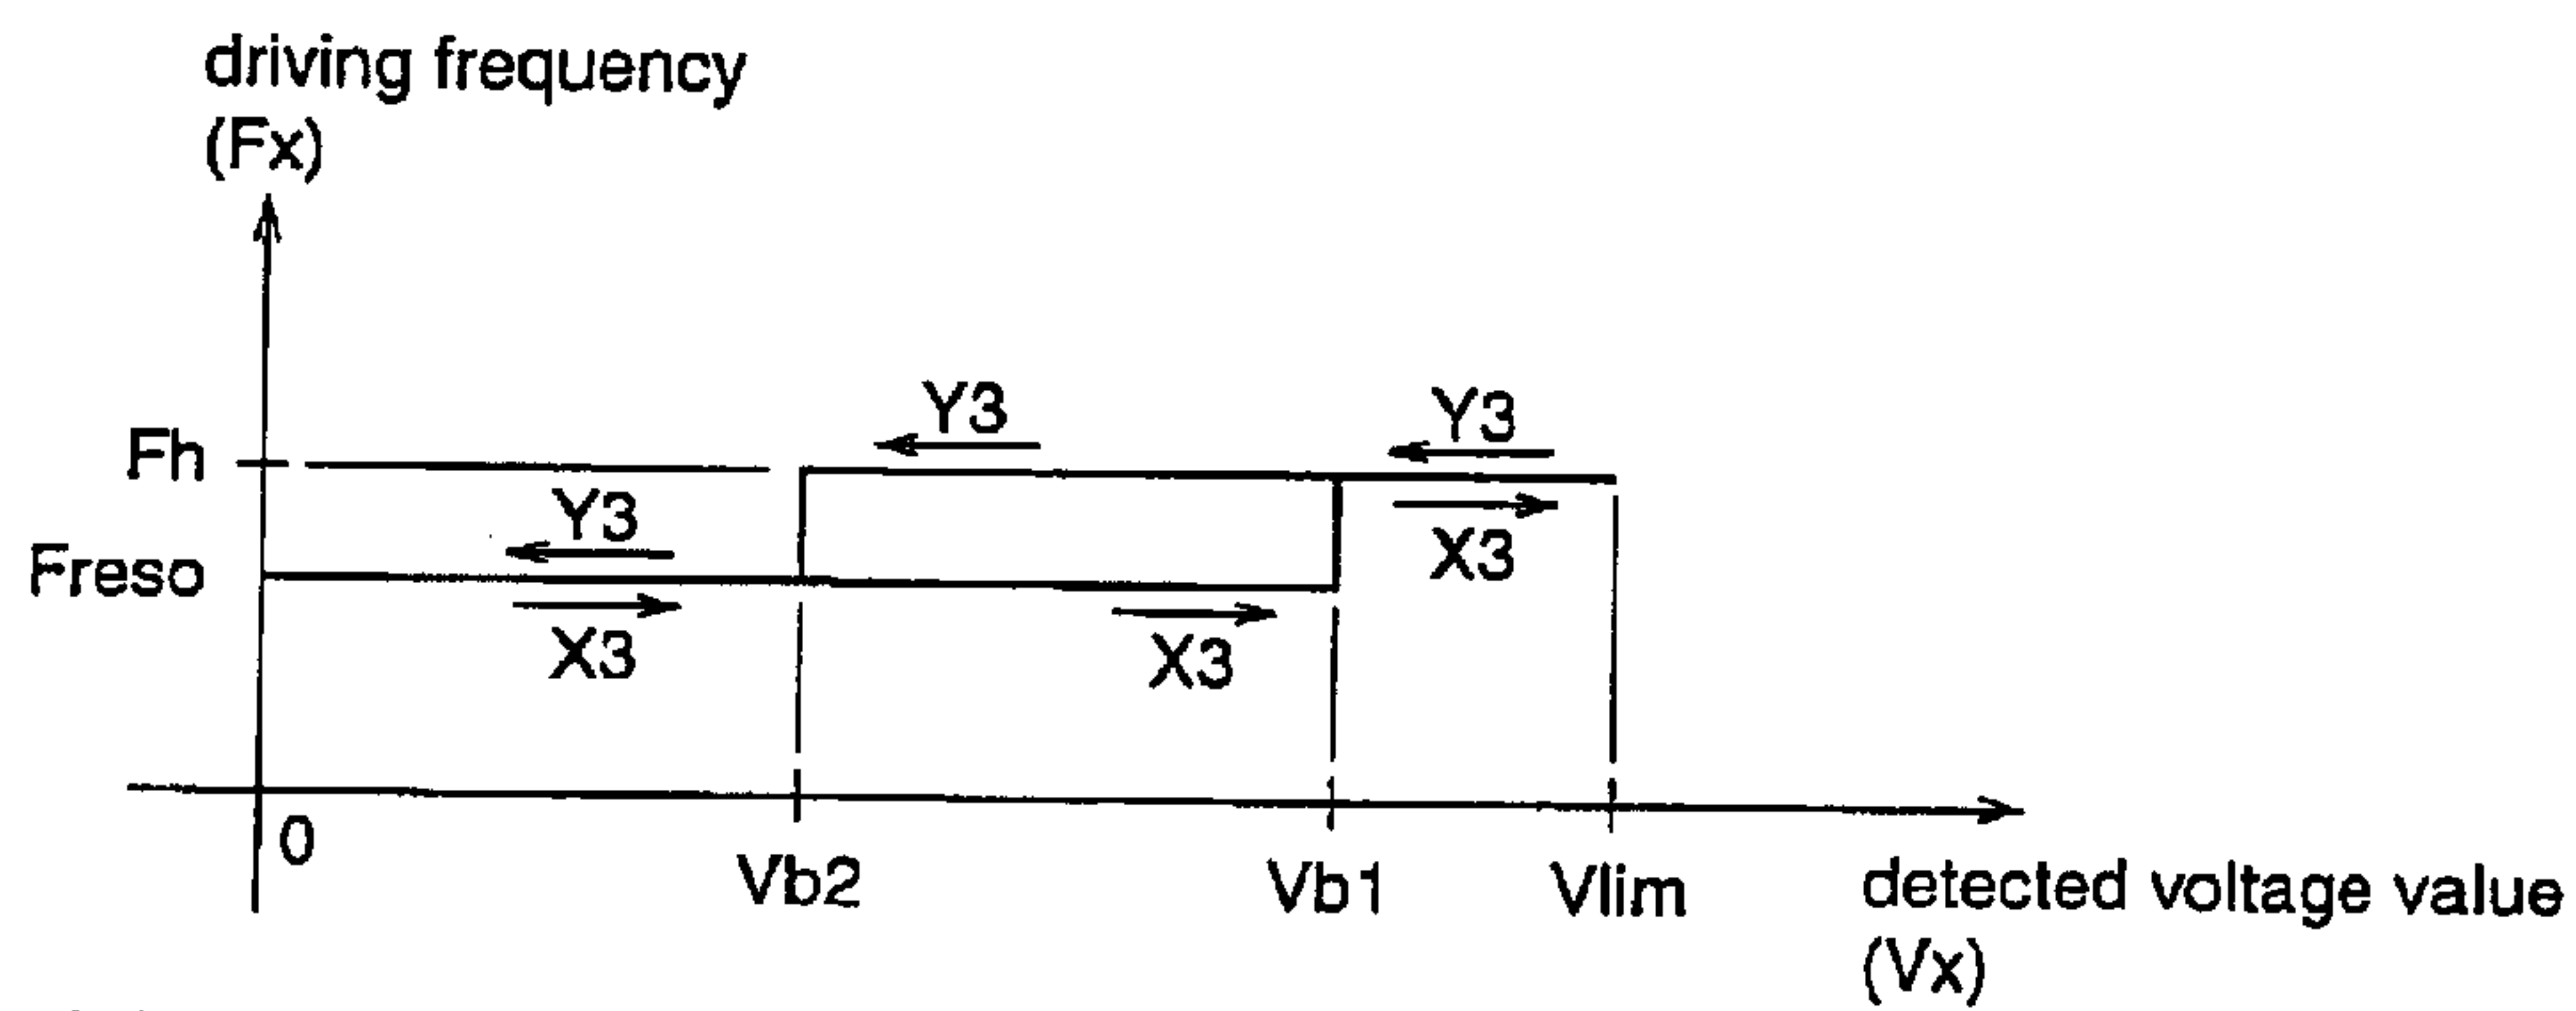 driving frequency
(Fx)
Y3
Y3
Fh
Y3
X3
Freso
X3
X3
0
Vb2
Vb1
Vlim
detected voltage value
(Vx)